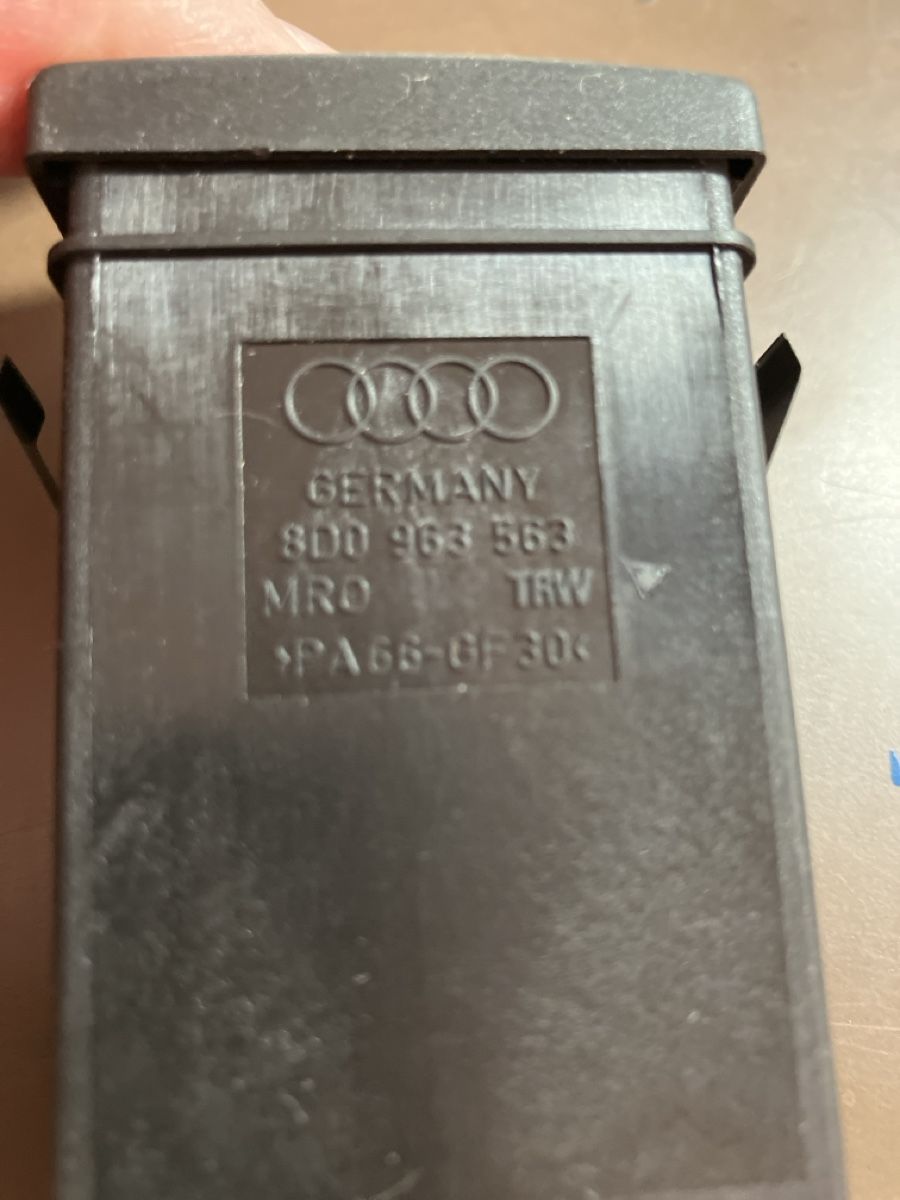 GERMANY
8D0 963 563
MRO TRW
>PA66-GF30<